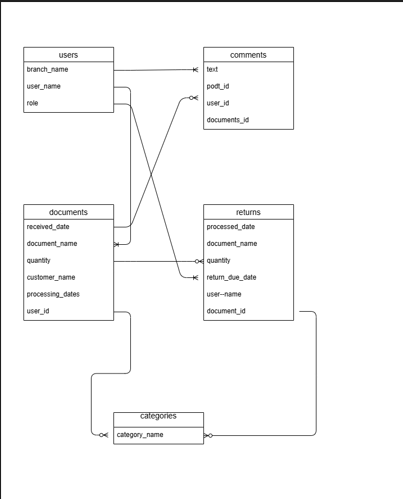 users
branch_name
user_name
role
comments
text
podt_id
user_id
documents_id
documents
received_date
document_name
quantity
customer_name
processing_dates
user_id
returns
processed_date
document_name
quantity
return_due_date
user--name
document_id
categories
category_name